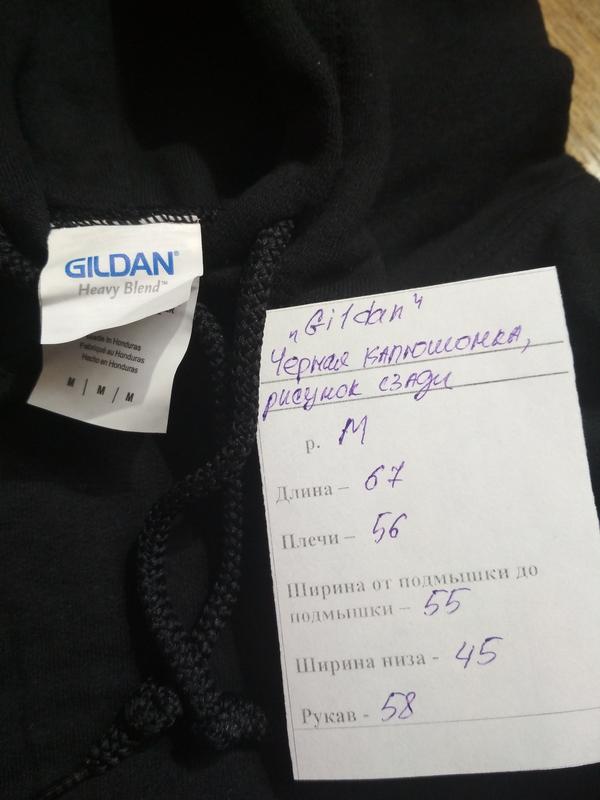 GILDAN®
Heavy Blend™
Made in Honduras
Fabriqué au Honduras
Hecho en Honduras
M | M / M
„Gildan"
Черная капюшонка,
рисунок сзади
р. М
Длина – 67
Плечи – 56
Ширина от подмышки до
подмышки – 55
Ширина низа - 45
Рукав - 58